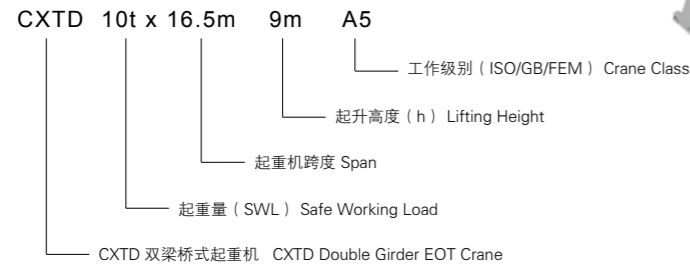 CXTD 10t x 16.5m 9m A5
工作级别（ISO/GB/FEM） Crane Class
起升高度（h） Lifting Height
起重机跨度 Span
起重量（SWL） Safe Working Load
CXTD 双梁桥式起重机 CXTD Double Girder EOT Crane